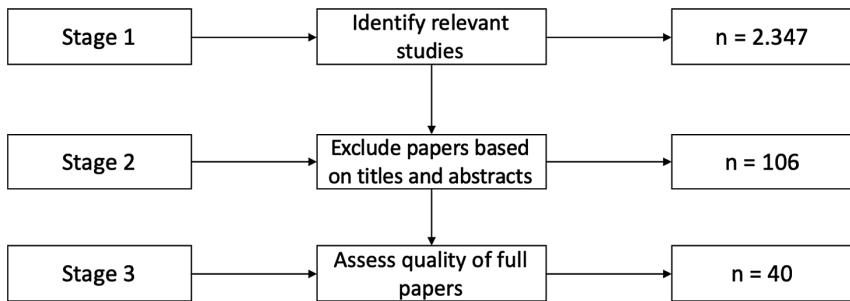 Stage 1
Identify relevant
studies
n = 2.347
Stage 2
Exclude papers based
on titles and abstracts
n = 106
Stage 3
Assess quality of full
papers
n = 40